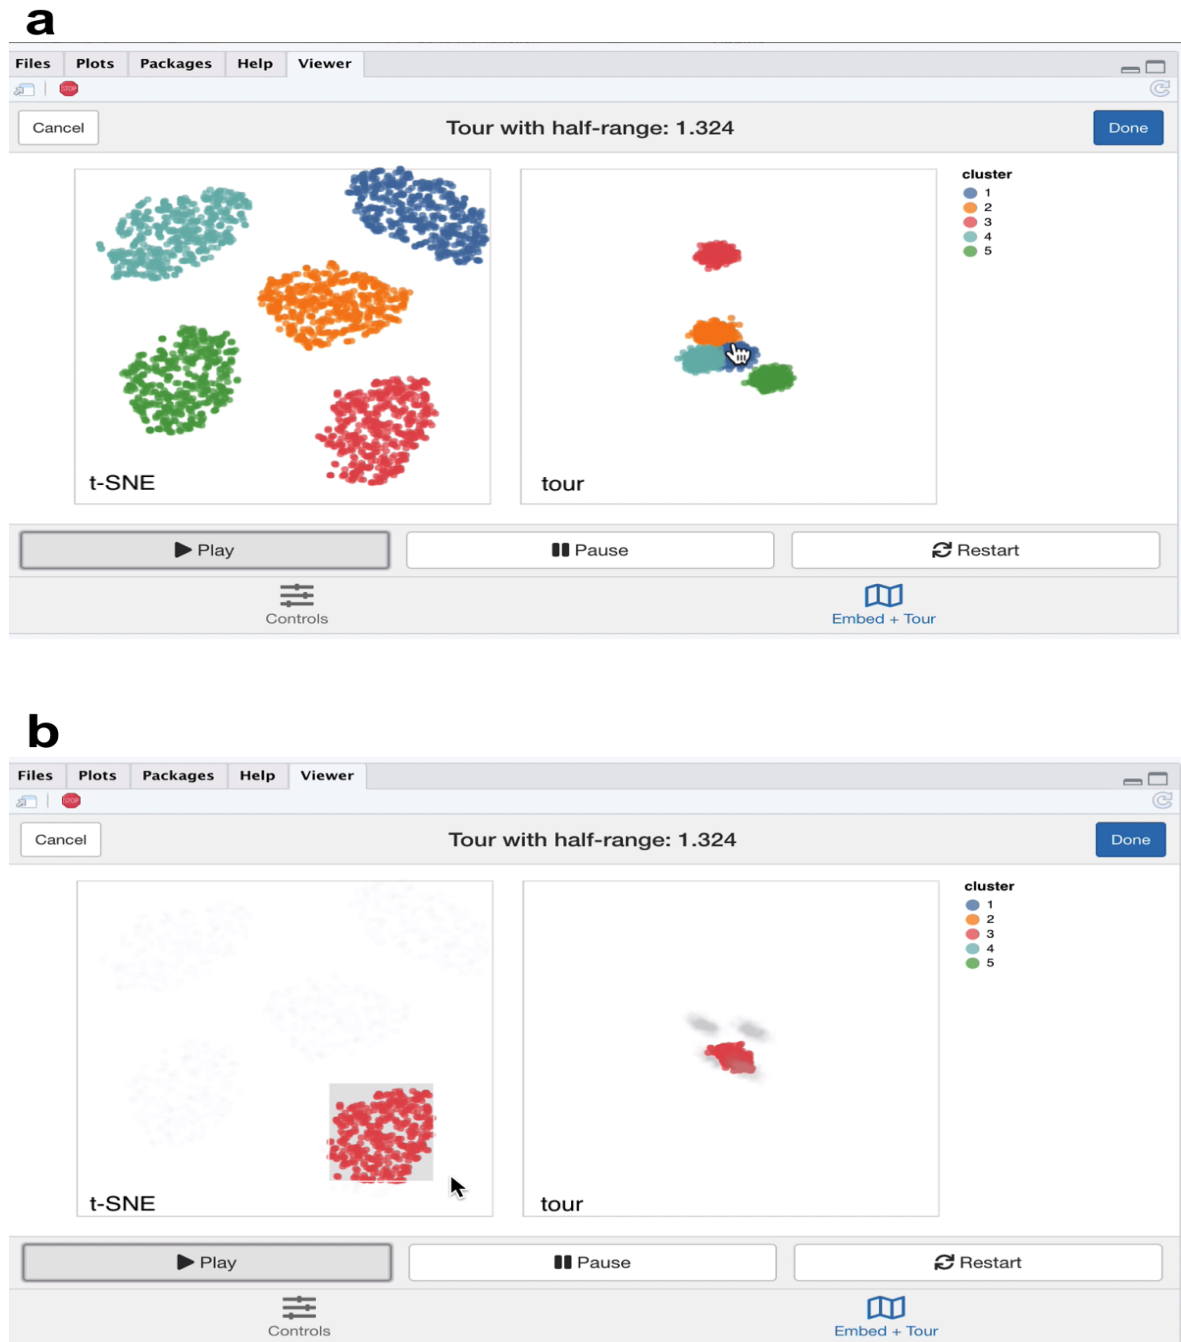 a
Files Plots Packages Help Viewer
STOP
Cancel Tour with half-range: 1.324 Done
cluster
1
2
3
4
5
t-SNE tour
Play Pause Restart
Controls Embed + Tour
b
Files Plots Packages Help Viewer
STOP
Cancel Tour with half-range: 1.324 Done
cluster
1
2
3
4
5
t-SNE tour
Play Pause Restart
Controls Embed + Tour